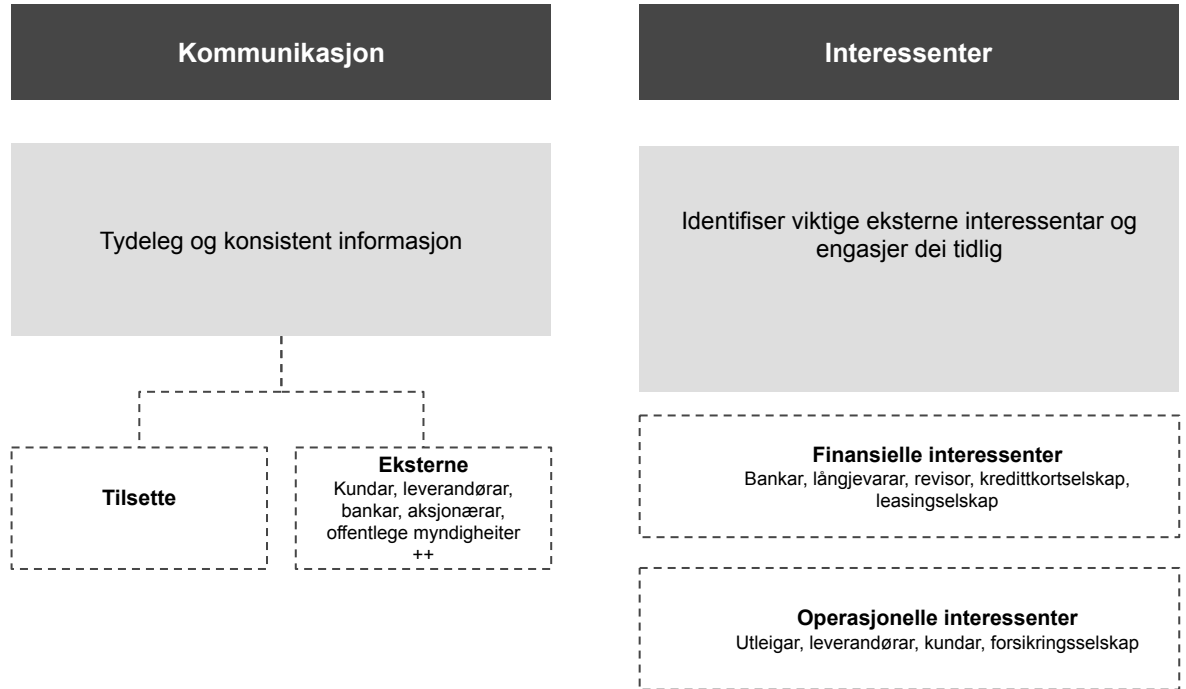 Kommunikasjon
Tydeleg og konsistent informasjon
Tilsette
Eksterne
Kundar, leverandørar,
bankar, aksjonærar,
offentlege myndigheiter
++
Interessenter
Identifiser viktige eksterne interessentar og
engasjer dei tidlig
Finansielle interessenter
Bankar, långjevarar, revisor, kredittkortselskap,
leasingselskap
Operasjonelle interessenter
Utleigar, leverandørar, kundar, forsikringsselskap